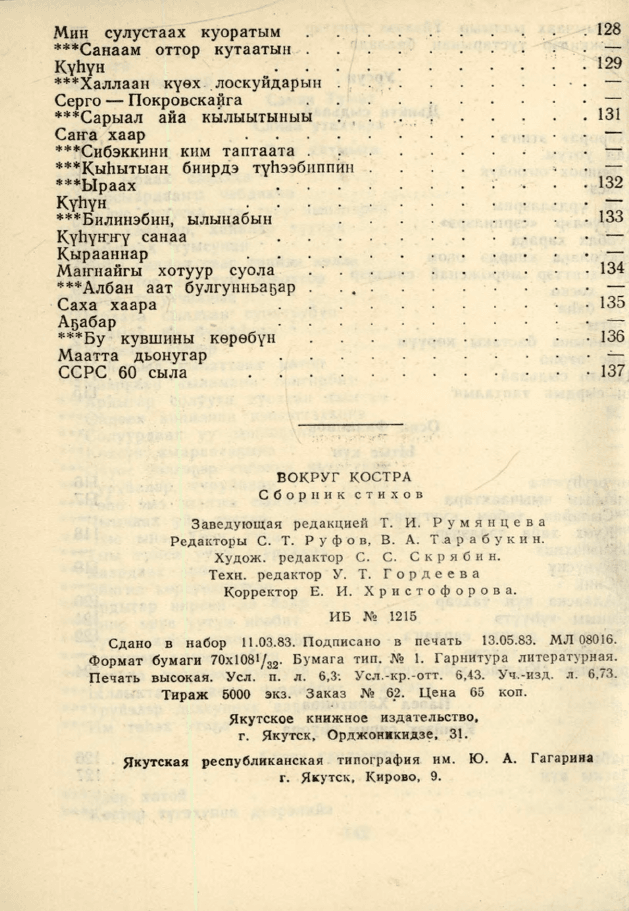 Мин сулустаах куоратым . . . . . . . . . 128
***Санаам оттор кутаатын . . . . . . . . . —
Күһүн . . . . . . . . . . . 129
***Халлаан күөх лоскуйдарын . . . . . . . . —
Серго — Покровскайга . . . . . . . . . —
***Сарыал айа кылыытыныы . . . . . . . . 131
Саҥа хаар . . . . . . . . . . . —
***Сибэккини ким таптаата . . . . . . . . . —
***Қыһытыан биирдэ түһээбиппин . . . . . . . —
***Ыраах . . . . . . . . . . 132
Күһүн . . . . . . . . . . . —
***Билинэбин, ылынабын . . . . . . . . . 133
Күһүҥҥү санаа . . . . . . . . . . —
Қырааннар . . . . . . . . . . . —
Маҥнайгы хотуур суола . . . . . . . . . 134
***Албан аат булгунньаҕар . . . . . . . . . —
Саха хаара . . . . . . . . . . 135
Аҕабар . . . . . . . . . . . —
***Бу кувшины көрөбүн . . . . . . . . . 136
Маатта дьонугар . . . . . . . . . —
ССРС 60 сыла . . . . . . . . . . . 137
ВОКРУГ ҚОСТРА
Сборник стихов
Заведующая редакцией Т. И. Румянцева
Редакторы С. Т. Руфов, В. А. Тарабукин.
Худож. редактор С. С. Скрябин.
Техн. редактор У. Т. Гордеева
Қорректор Е. И. Христофорова.
ИБ № 1215
Сдано в набор 11.03.83. Подписано в печать 13.05.83. МЛ 08016.
Формат бумаги 70х108¹/₃₂. Бумага тип. № 1. Гарнитура литературная.
Печать высокая. Усл. п. л. 6,3. Усл.-кр.-отт. 6,43. Уч.-изд. л. 6,73.
Тираж 5000 экз. Заказ № 62. Цена 65 коп.
Якутское книжное издательство,
г. Якутск, Орджоникидзе, 31.
Якутская республиканская типография им. Ю. А. Гагарина
г. Якутск, Қирово, 9.